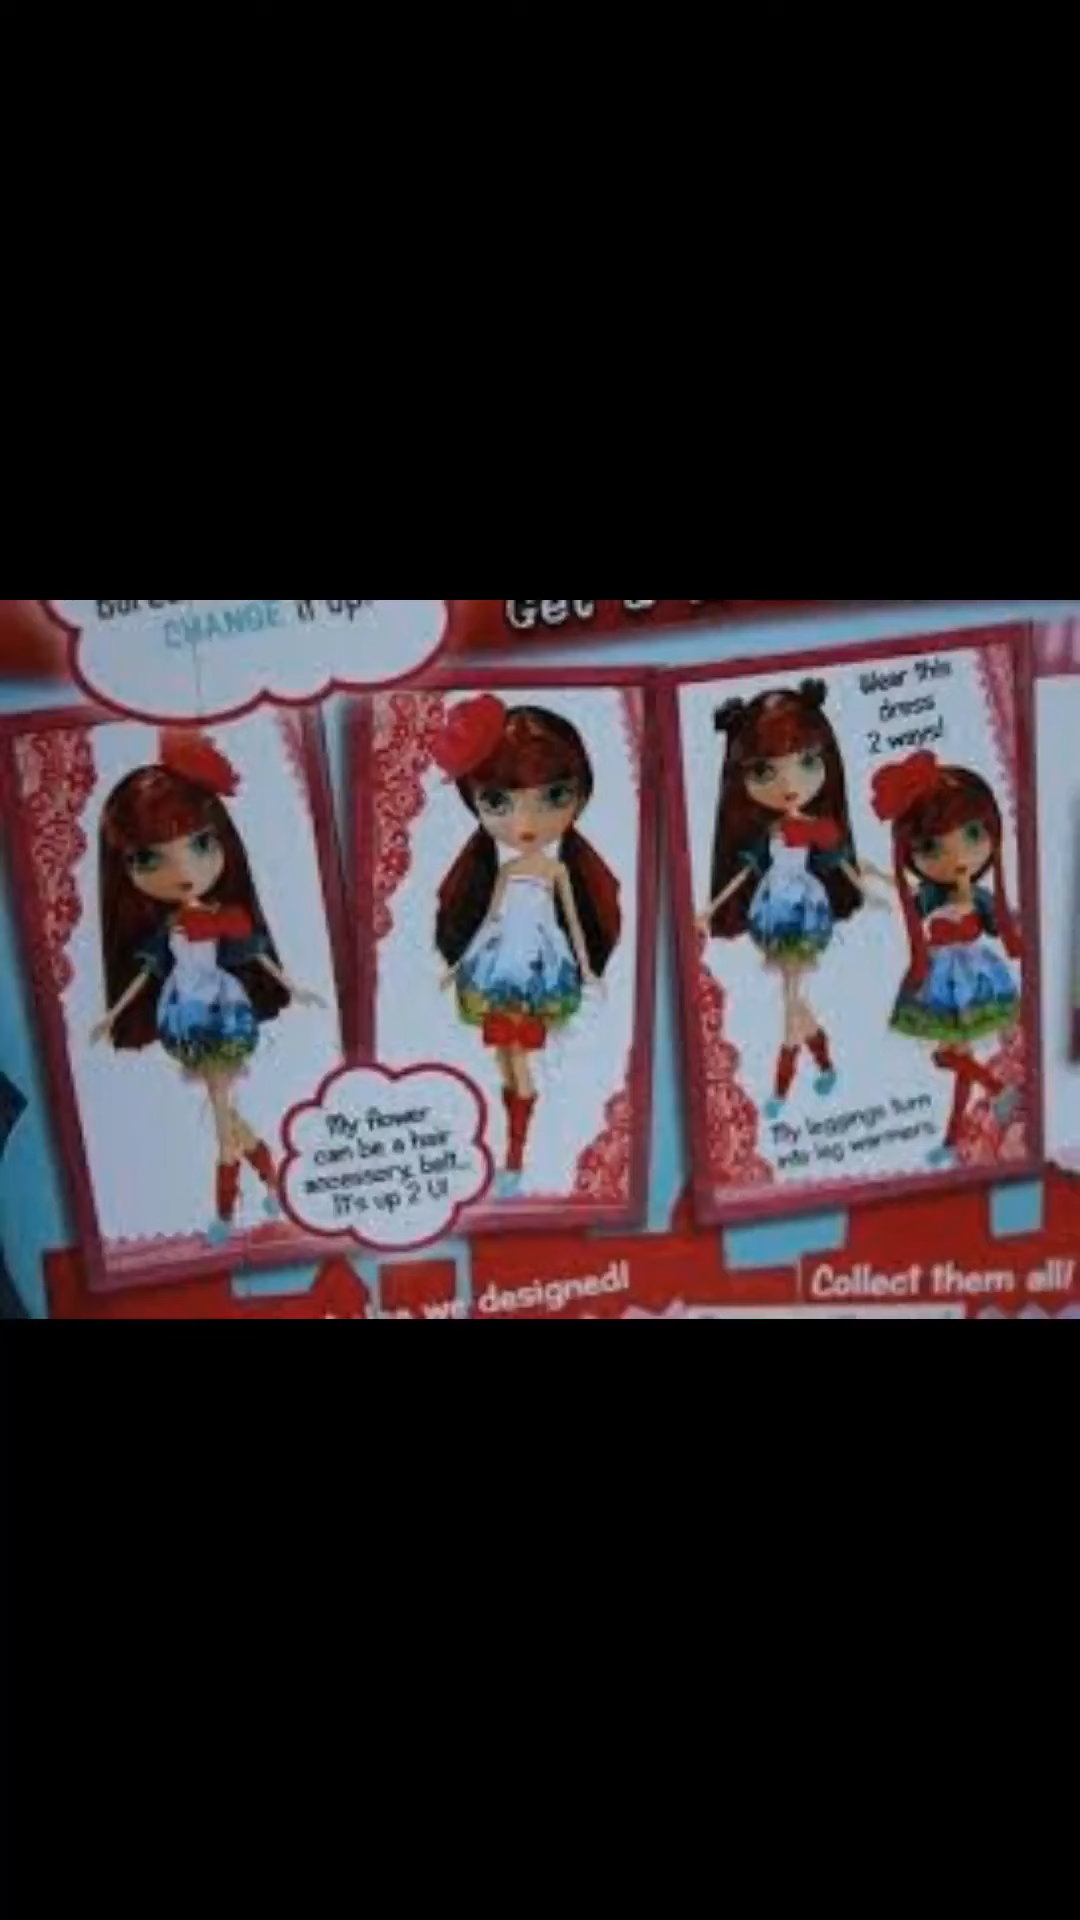 CHANGE it up!
Get a
Wear this
dress
2 ways!
My flower
can be a hair
accessory, belt...
It's up 2 U!
My leggings turn
into leg warmers.
we designed!
Collect them all!